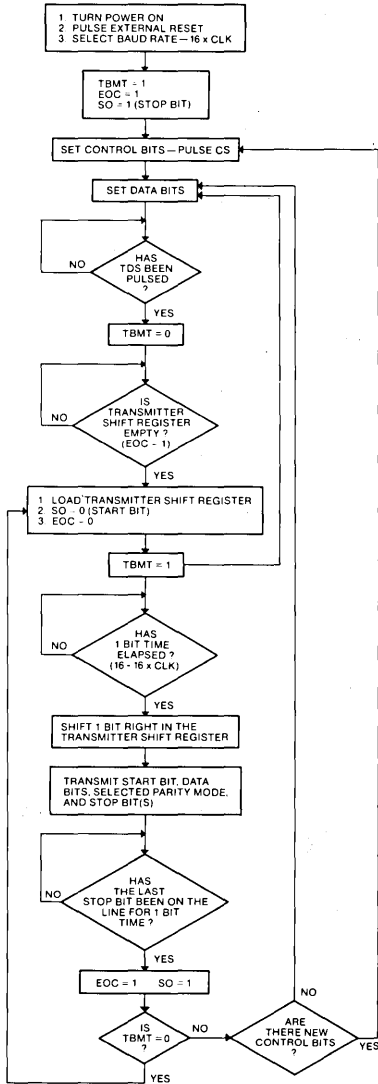 1. TURN POWER ON
2. PULSE EXTERNAL RESET
3. SELECT BAUD RATE — 16 x CLK
TBMT = 1
EOC = 1
SO = 1 (STOP BIT)
SET CONTROL BITS — PULSE CS
SET DATA BITS
HAS
TDS BEEN
PULSED
?
NO
YES
TBMT = 0
IS
TRANSMITTER
SHIFT REGISTER
EMPTY ?
(EOC - 1)
NO
YES
1 LOAD TRANSMITTER SHIFT REGISTER
2. SO - 0 (START BIT)
3. EOC - 0
TBMT = 1
HAS
1 BIT TIME
ELAPSED ?
(16 - 16 x CLK)
NO
YES
SHIFT 1 BIT RIGHT IN THE
TRANSMITTER SHIFT REGISTER
TRANSMIT START BIT, DATA
BITS, SELECTED PARITY MODE,
AND STOP BIT(S)
HAS
THE LAST
STOP BIT BEEN ON THE
LINE FOR 1 BIT
TIME ?
NO
YES
EOC = 1 SO = 1
IS
TBMT = 0
?
NO
YES
ARE
THERE NEW
CONTROL BITS
?
NO
YES